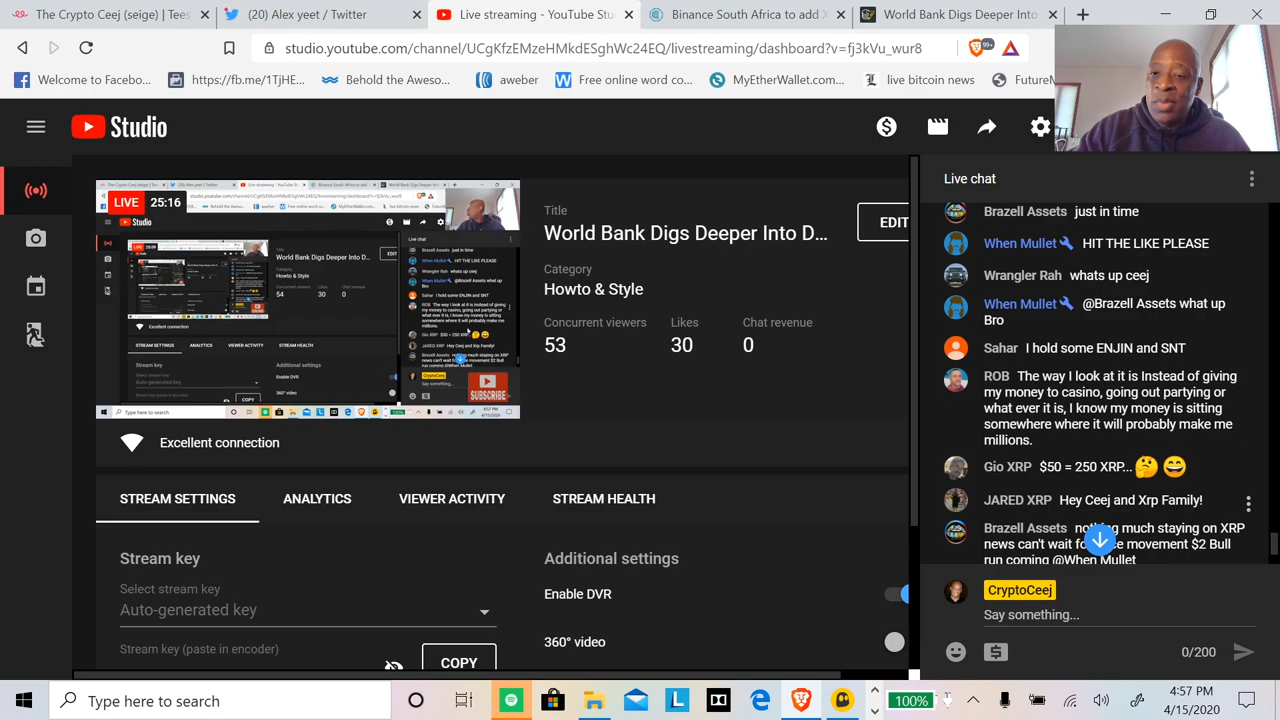 The Crypto Ceej (seige) | Tees
(20) Alex yeet / Twitter
Live streaming - YouTube Stu
Binance South Africa to add X
World Bank Digs Deeper Into
studio.youtube.com/channel/UCgKfzEMzeHMkdESghWc24EQ/livestreaming/dashboard?v=fj3kVu_wur8
99+
Welcome to Facebo...
https://fb.me/1TjHE...
Behold the Aweso...
aweber
Free online word co...
MyEtherWallet.com...
live bitcoin news
FutureM
Studio
LIVE 25:16
Title
World Bank Digs Deeper Into D...
EDIT
Category
Howto & Style
Concurrent viewers
53
Likes
30
Chat revenue
0
Excellent connection
STREAM SETTINGS
ANALYTICS
VIEWER ACTIVITY
STREAM HEALTH
Stream key
Select stream key
Auto-generated key
Stream key (paste in encoder)
COPY
Additional settings
Enable DVR
360° video
SUBSCRIBE
Live chat
Brazell Assets just in time
When Mullet HIT THE LIKE PLEASE
Wrangler Rah whats up ceej
When Mullet @Brazell Assets what up
Bro
Sahar I hold some ENJIN and SNT
ROB The way I look at it is instead of giving
my money to casino, going out partying or
what ever it is, I know my money is sitting
somewhere where it will probably make me
millions.
Gio XRP $50 = 250 XRP...
JARED XRP Hey Ceej and Xrp Family!
Brazell Assets nothing much staying on XRP
news can't wait movement $2 Bull
run coming @When Mullet
CryptoCeej
Say something...
0/200
Type here to search
100%
4:57 PM
4/15/2020